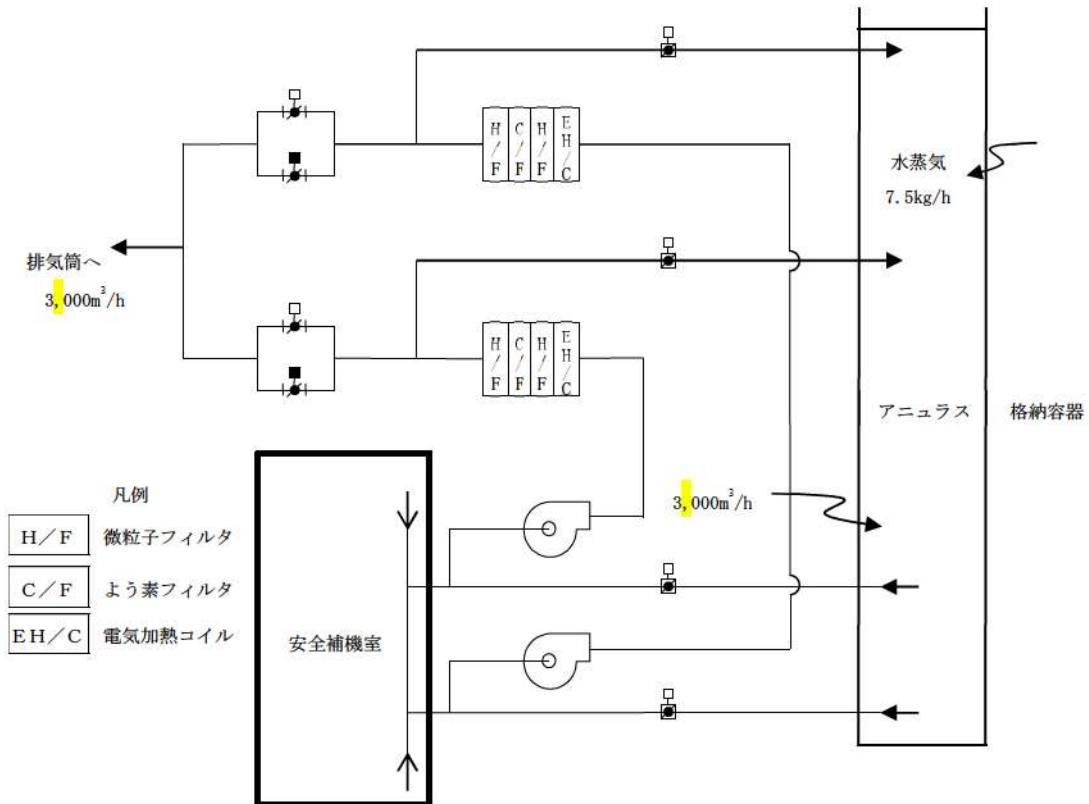 H／F
C／F
H／F
EH／C
水蒸気
7.5kg/h
排気筒へ
3,000m³/h
H／F
C／F
H／F
EH／C
アニュラス
格納容器
3,000m³/h
凡例
H／F 微粒子フィルタ
C／F よう素フィルタ
EH／C 電気加熱コイル
安全補機室